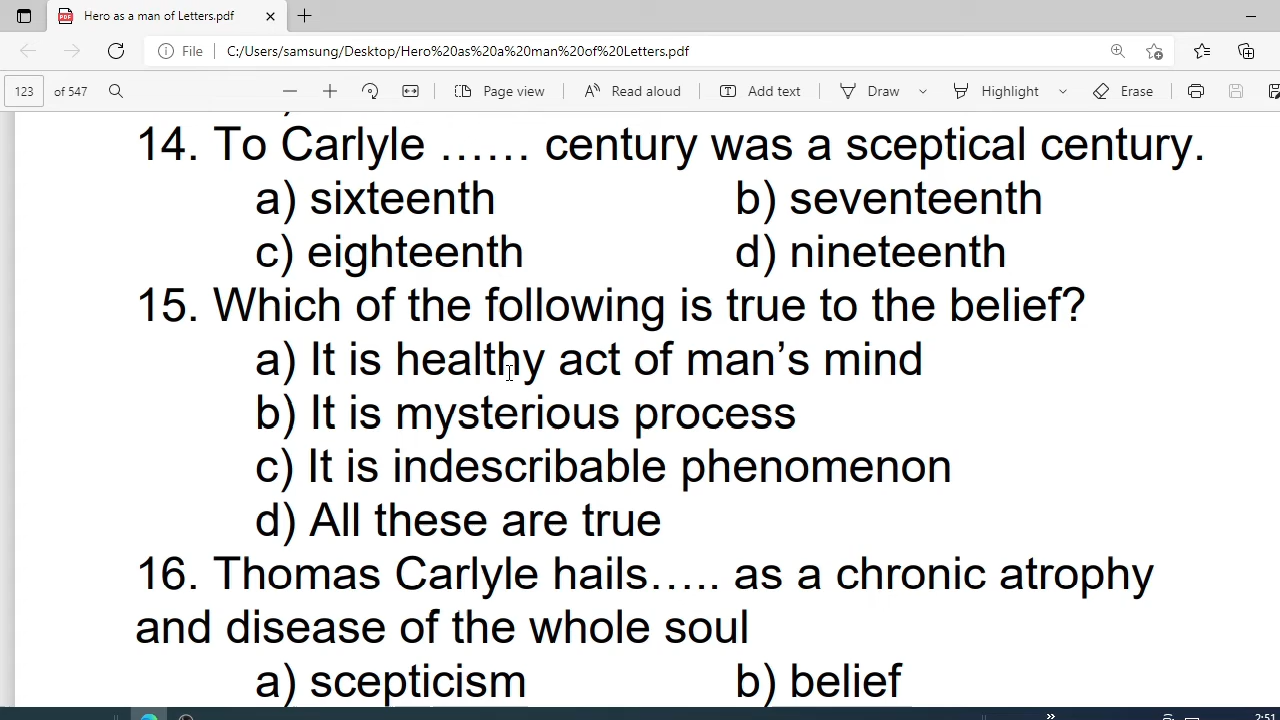 Hero as a man of Letters.pdf
File C:/Users/samsung/Desktop/Hero%20as%20a%20man%20of%20Letters.pdf
123 of 547 Page view Read aloud Add text Draw Highlight Erase
14. To Carlyle …… century was a sceptical century.
a) sixteenth b) seventeenth
c) eighteenth d) nineteenth
15. Which of the following is true to the belief?
a) It is healthy act of man’s mind
b) It is mysterious process
c) It is indescribable phenomenon
d) All these are true
16. Thomas Carlyle hails….. as a chronic atrophy
and disease of the whole soul
a) scepticism b) belief